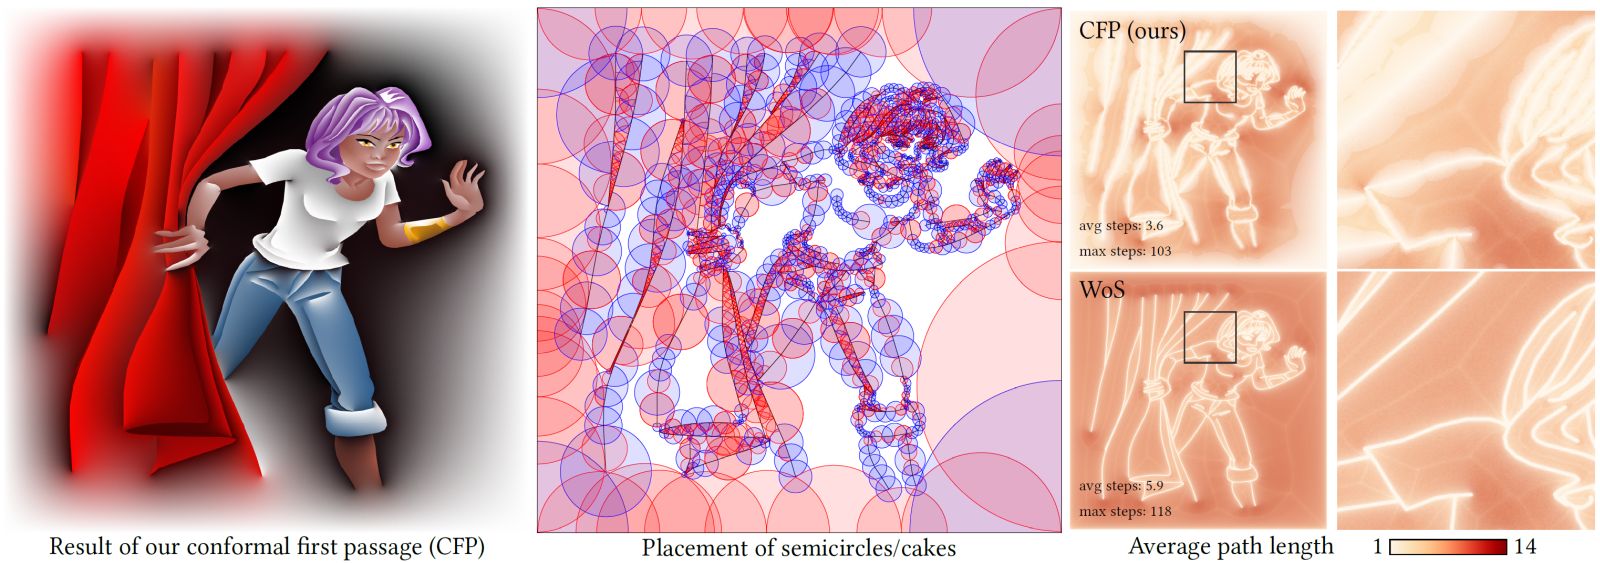 CFP (ours)
avg steps: 3.6
max steps: 103
WoS
avg steps: 5.9
max steps: 118
Result of our conformal first passage (CFP)
Placement of semicircles/cakes
Average path length
1
14